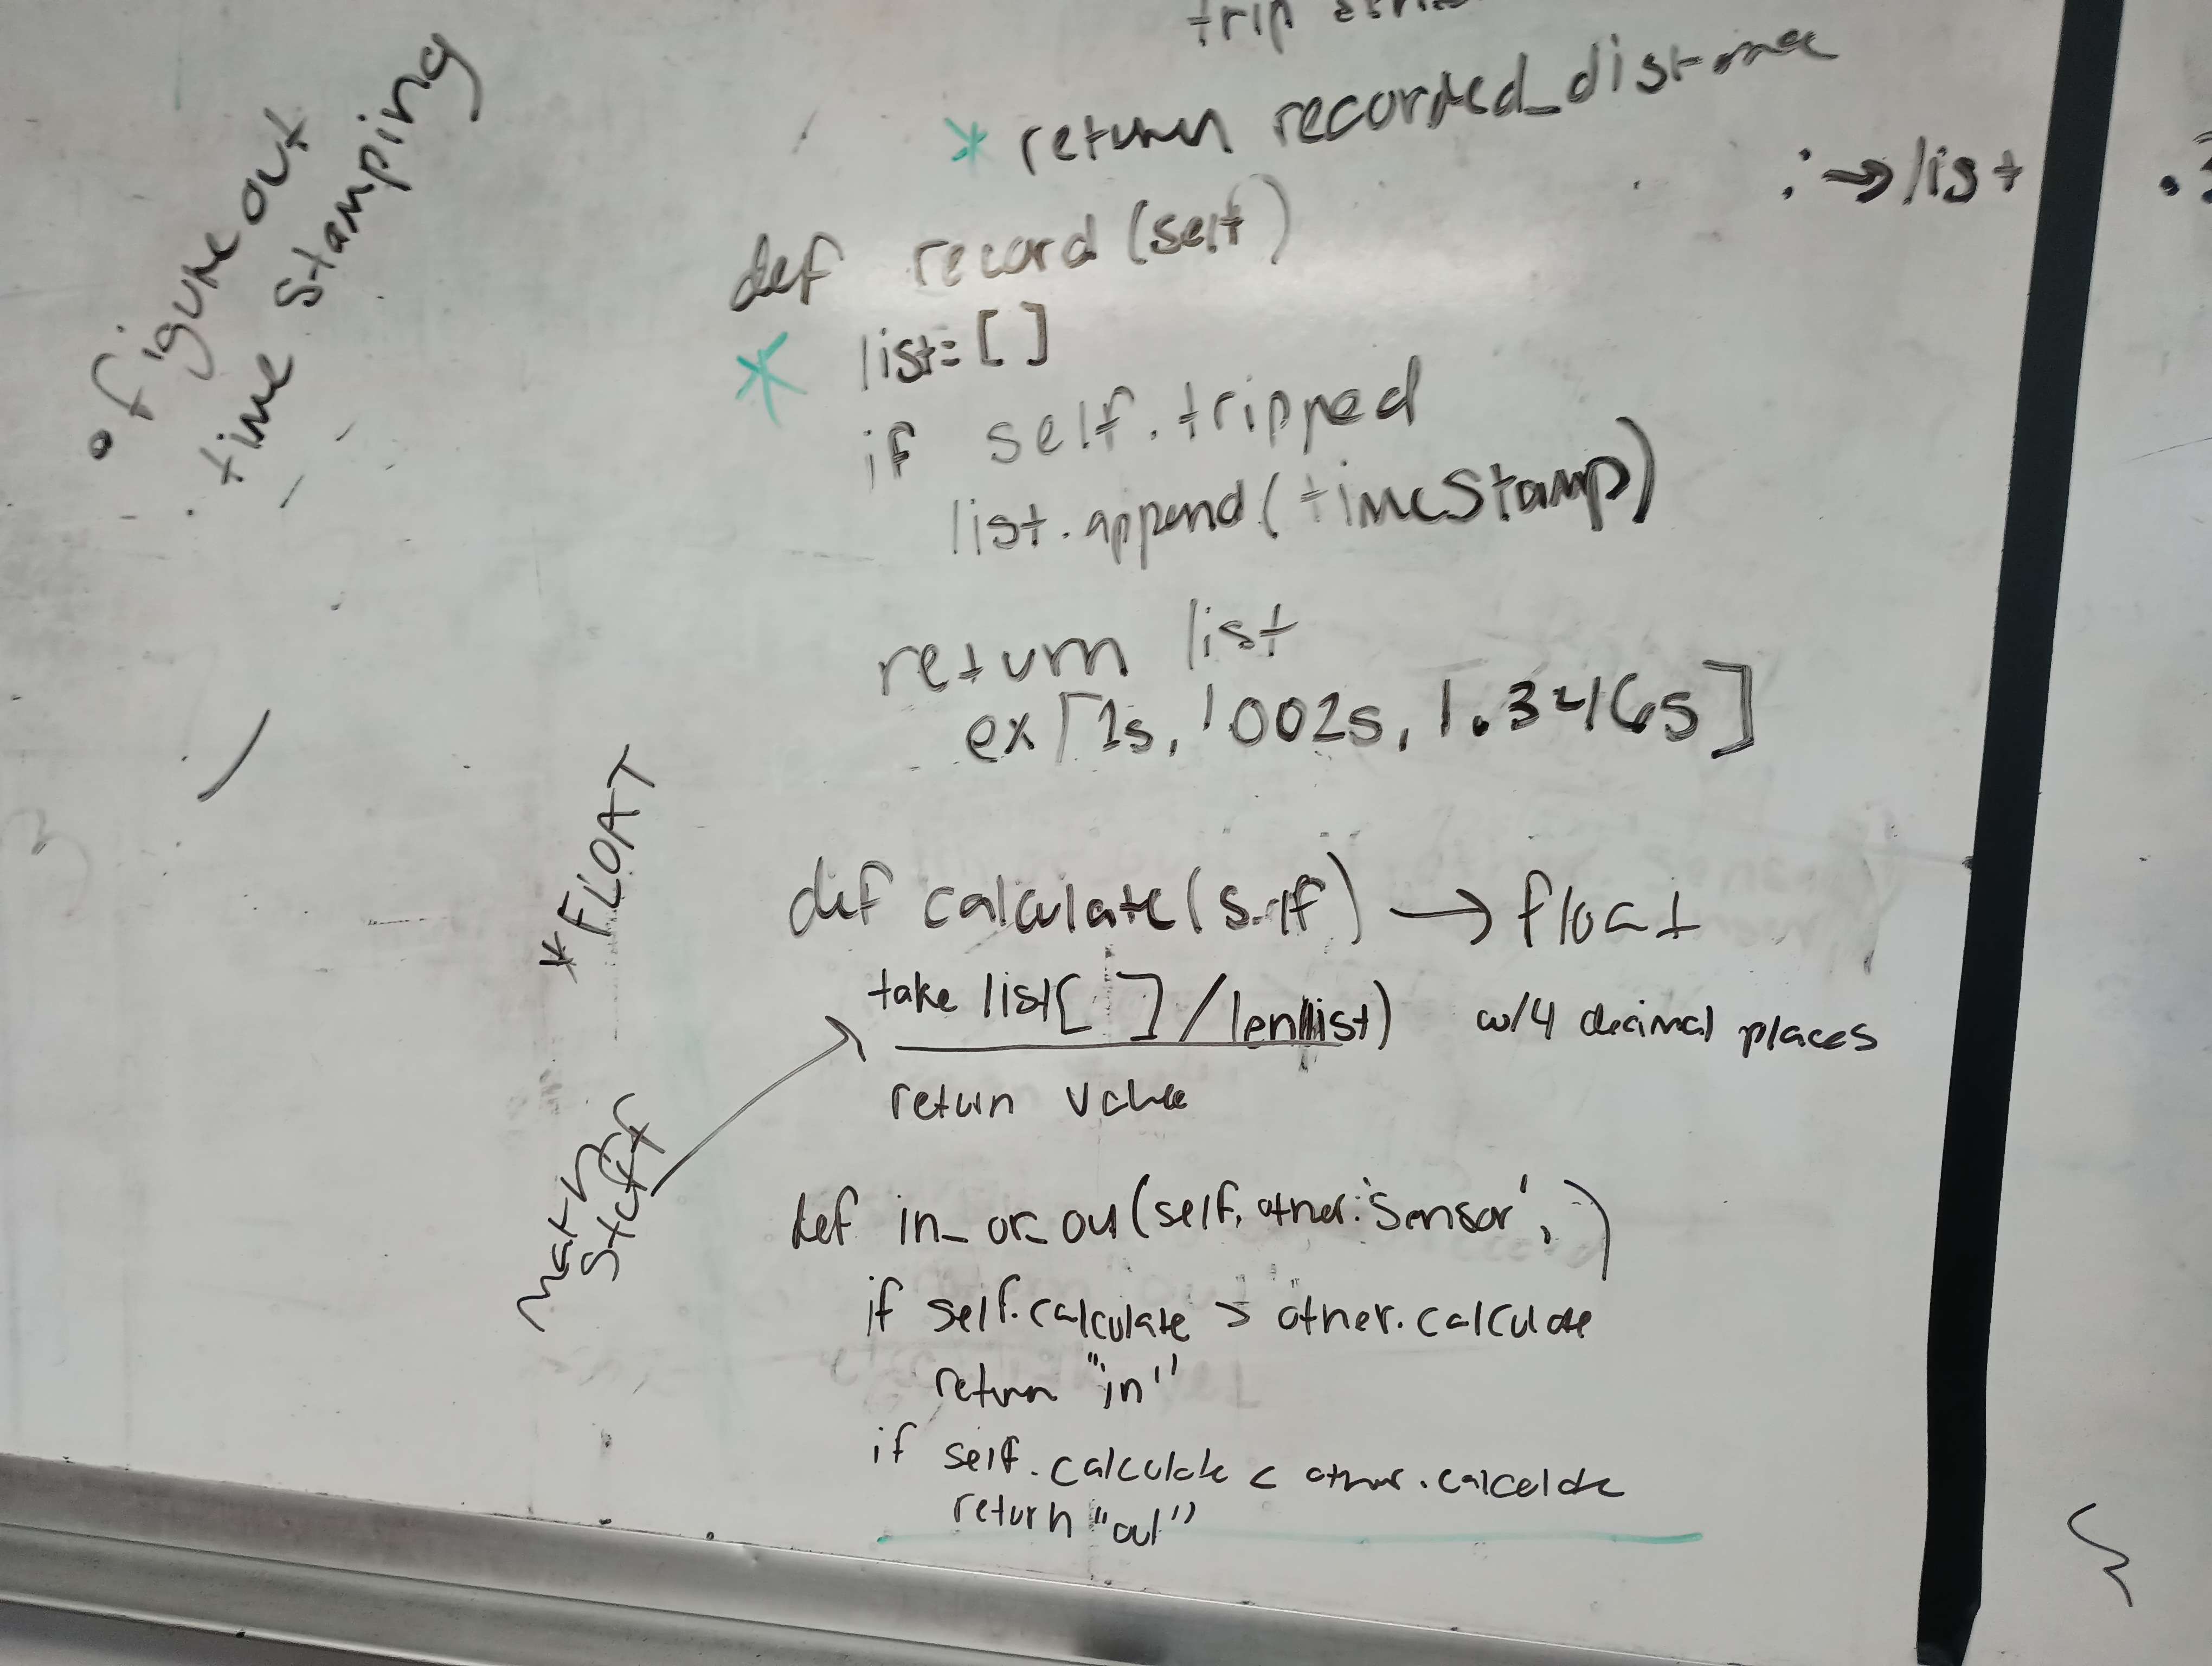 trip
* return recorded_distance
: → list
def record (self)
* list = [ ]
if self.tripped
list.append(timeStamp)
return list
ex [1s, 1.002s, 1.346s]
• figure out
time stamping
* FLOAT
def calculate(self) → float
take list[ ] / len(list) w/4 decimal places
return value
Math
Stuff
def in_or_out(self, other:'Sensor', )
if self.calculate > other.calculate
return "in"
if self.calculate < other.calculate
return "out"